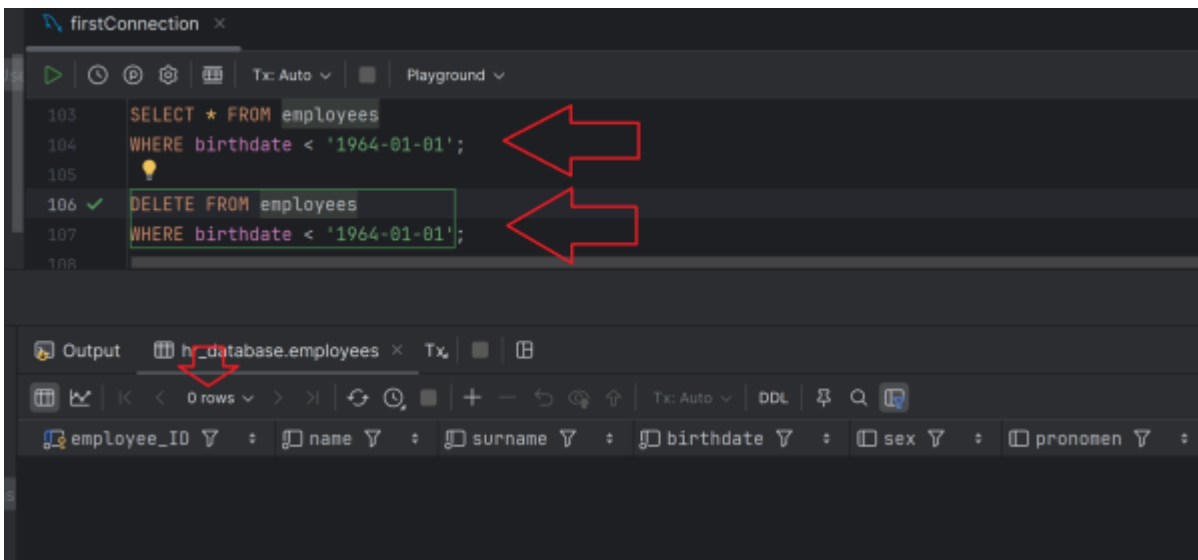 firstConnection ×
Tx: Auto Playground
103 SELECT * FROM employees
104 WHERE birthdate < '1964-01-01';
105
106 DELETE FROM employees
107 WHERE birthdate < '1964-01-01';
108
Output hr_database.employees × Tx
0 rows Tx: Auto DDL
employee_ID name surname birthdate sex pronomen